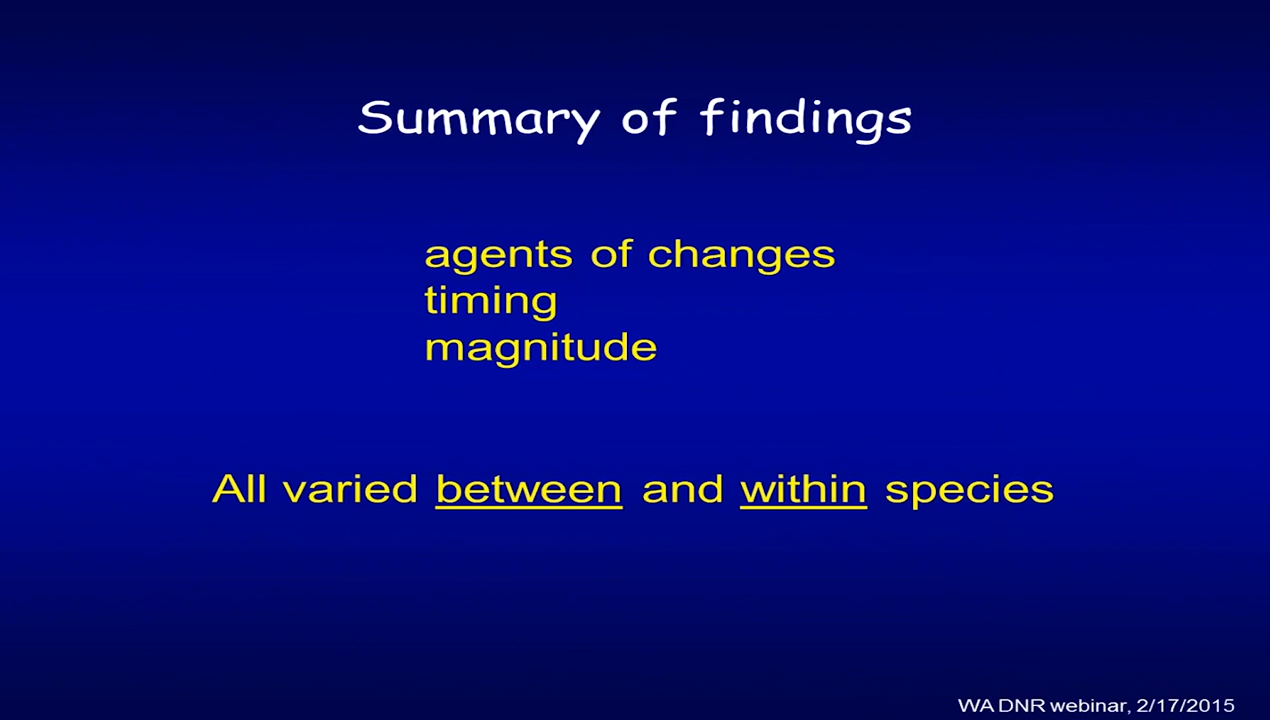 Summary of findings
agents of changes
timing
magnitude
All varied between and within species
WA DNR webinar, 2/17/2015